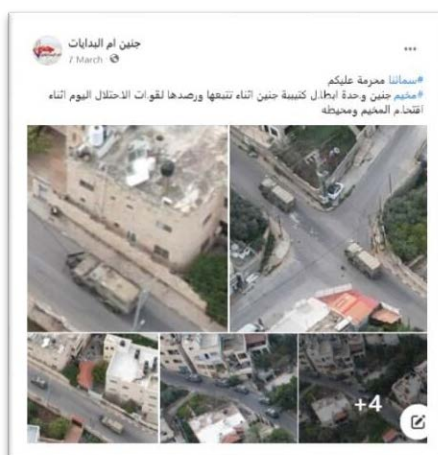 جنين ام البدايات
7 March
#سمائنا محرمة عليكم
#مخيم جنين وحدة ابطال كتيبة جنين اثناء تتبعها ورصدها لقوات الاحتلال اليوم اثناء
اقتحام المخيم ومحيطه
+4